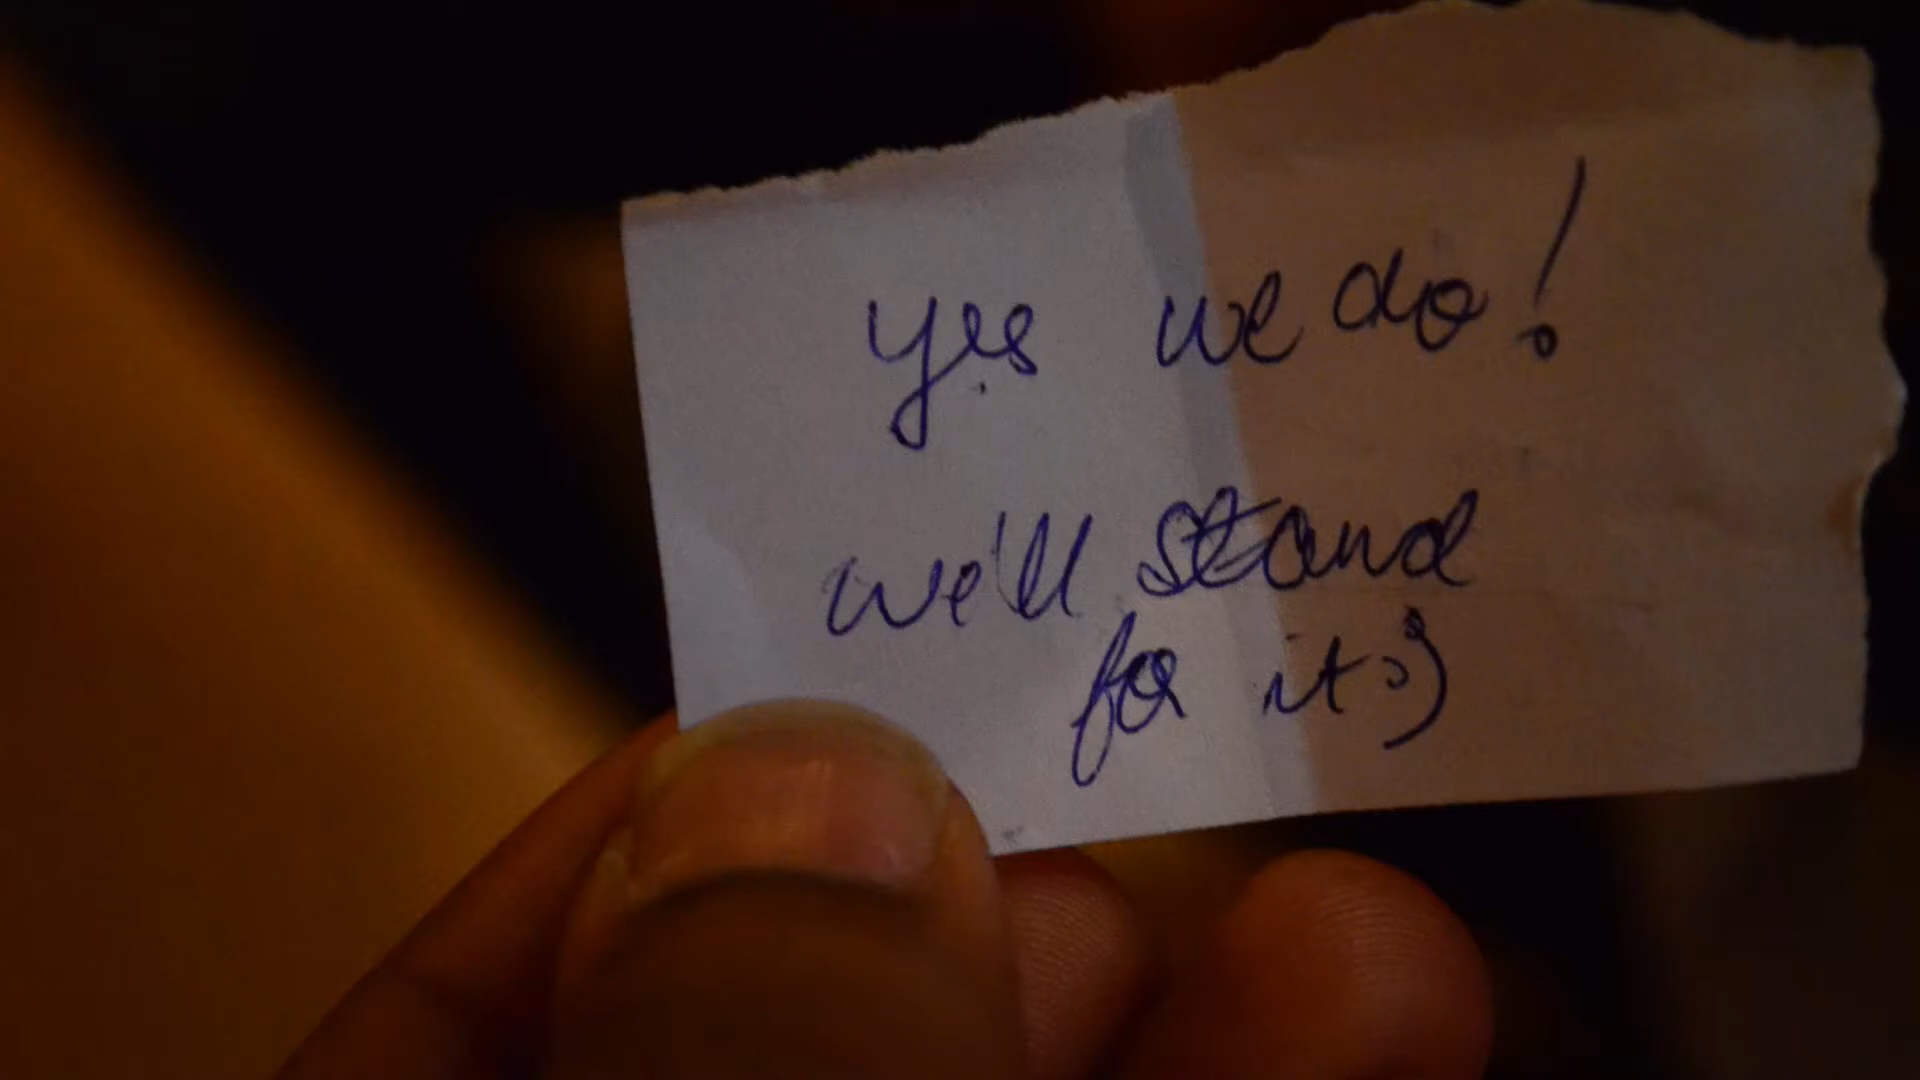 yes we do!
we'll stand
for it :)